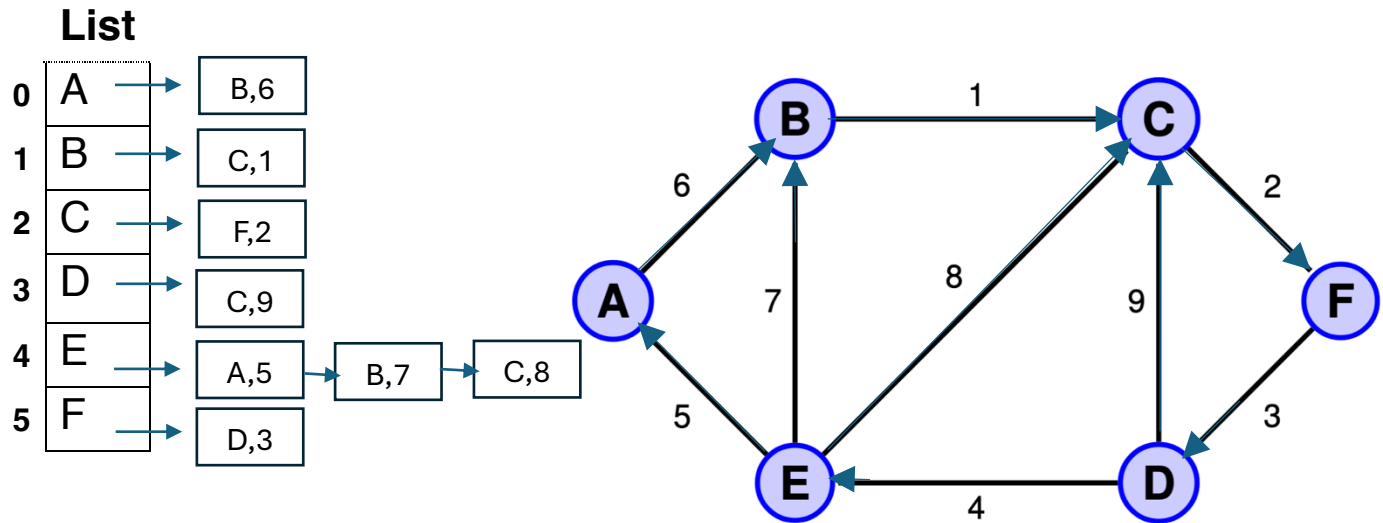 List
0 A B,6
1 B C,1
2 C F,2
3 D C,9
4 E A,5 B,7 C,8
5 F D,3
B 1 C
6 2
A 7 8 9 F
5 3
E 4 D